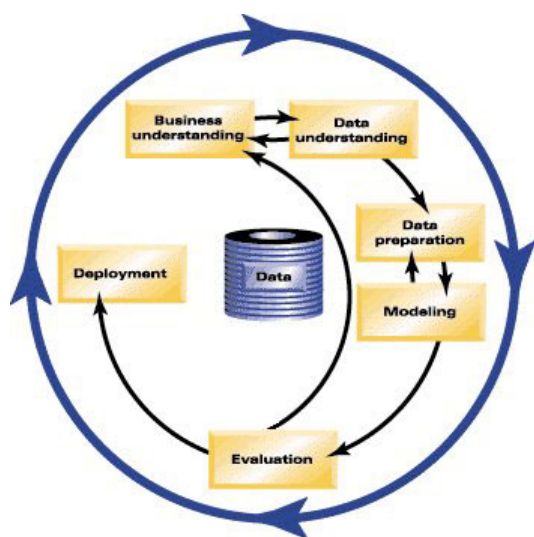 Business
understanding
Data
understanding
Data
preparation
Modeling
Evaluation
Deployment
Data